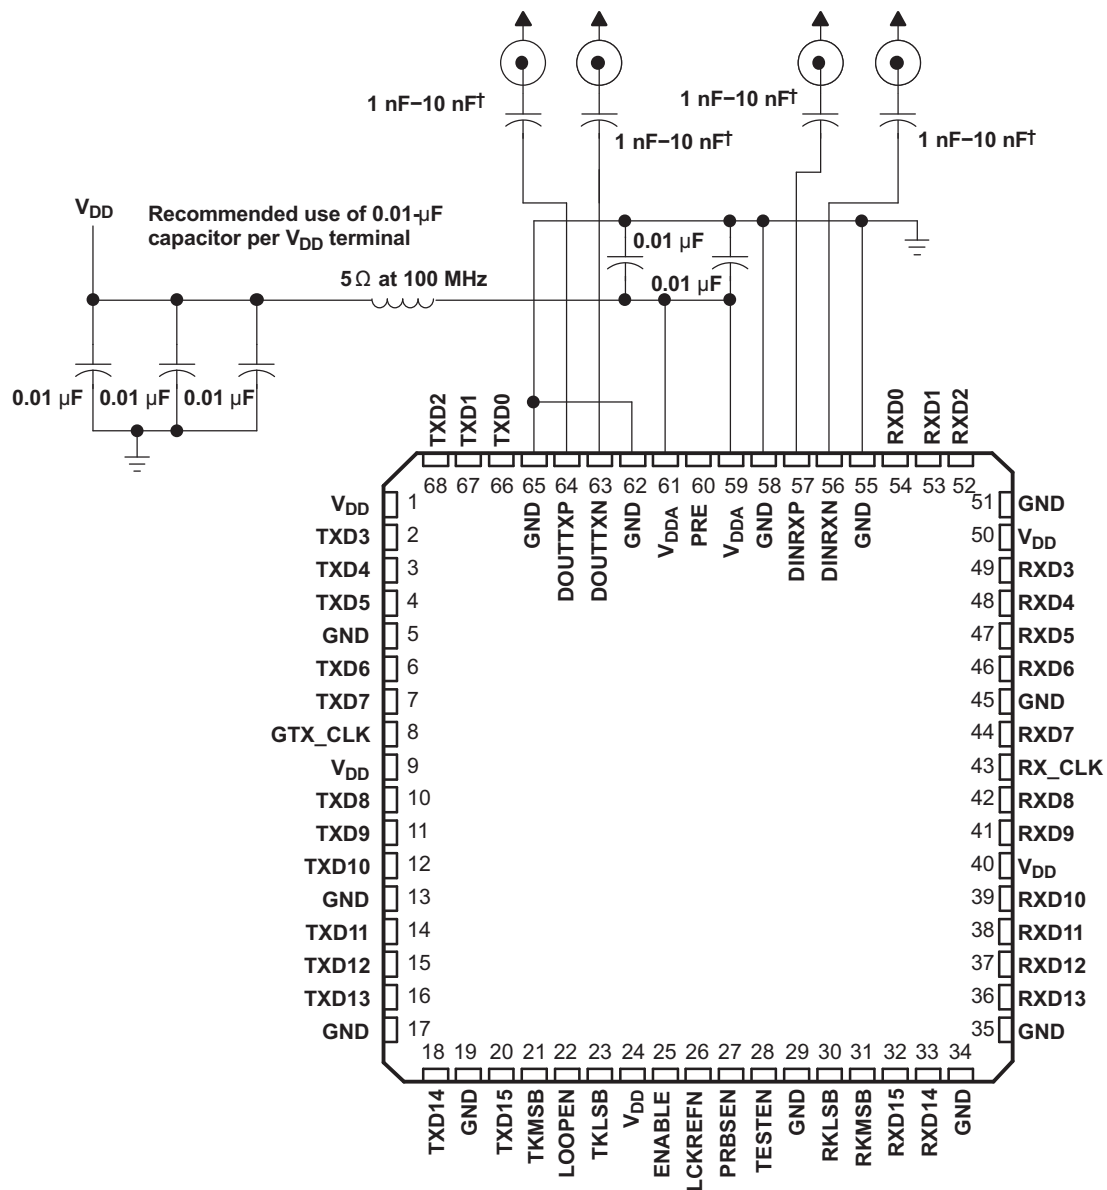 1 nF−10 nF†
1 nF−10 nF†
1 nF−10 nF†
1 nF−10 nF†
VDD
Recommended use of 0.01-µF
capacitor per VDD terminal
5 Ω at 100 MHz
0.01 µF
0.01 µF
0.01 µF
0.01 µF
0.01 µF
TXD2
TXD1
TXD0
RXD0
RXD1
RXD2
68 67 66 65 64 63 62 61 60 59 58 57 56 55 54 53 52
GND
DOUTTXP
DOUTTXN
GND
VDDA
PRE
VDDA
GND
DINRXP
DINRXN
GND
VDD 1
TXD3 2
TXD4 3
TXD5 4
GND 5
TXD6 6
TXD7 7
GTX_CLK 8
VDD 9
TXD8 10
TXD9 11
TXD10 12
GND 13
TXD11 14
TXD12 15
TXD13 16
GND 17
51 GND
50 VDD
49 RXD3
48 RXD4
47 RXD5
46 RXD6
45 GND
44 RXD7
43 RX_CLK
42 RXD8
41 RXD9
40 VDD
39 RXD10
38 RXD11
37 RXD12
36 RXD13
35 GND
18 19 20 21 22 23 24 25 26 27 28 29 30 31 32 33 34
TXD14
GND
TXD15
TKMSB
LOOPEN
TKLSB
VDD
ENABLE
LCKREFN
PRBSEN
TESTEN
GND
RKLSB
RKMSB
RXD15
RXD14
GND